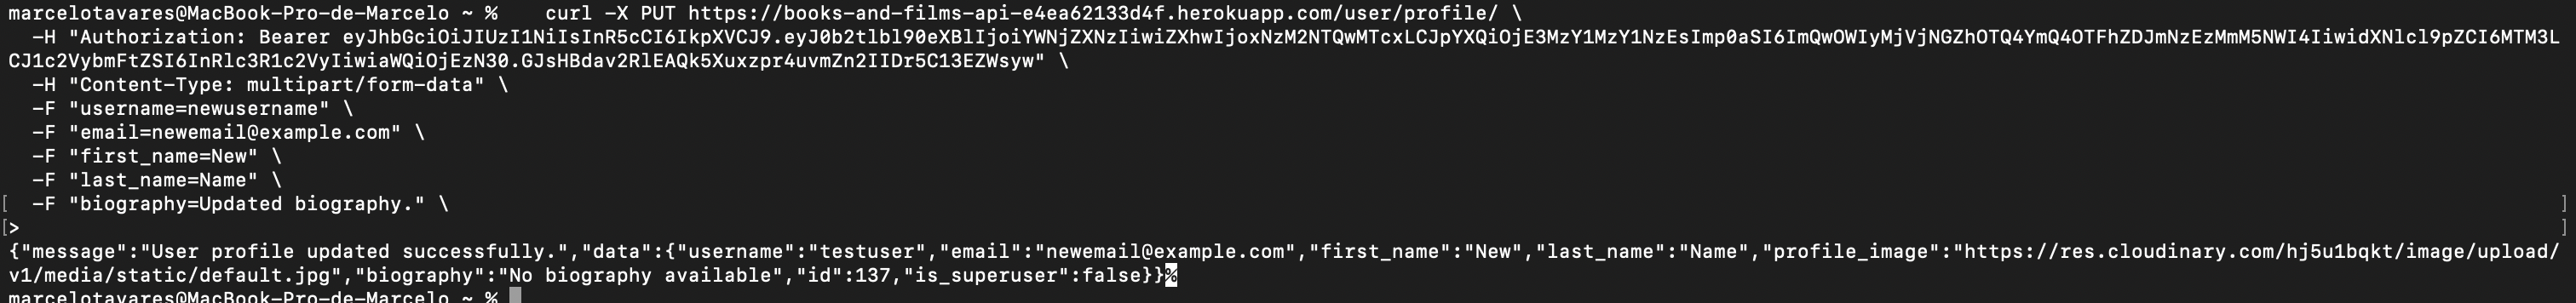 marcelotavares@MacBook-Pro-de-Marcelo ~ %    curl -X PUT https://books-and-films-api-e4ea62133d4f.herokuapp.com/user/profile/ \
  -H "Authorization: Bearer eyJhbGciOiJIUzI1NiIsInR5cCI6IkpXVCJ9.eyJ0b2tlbl90eXBlIjoiYWNjZXNzIiwiZXhwIjoxNzM2NTQwMTcxLCJpYXQiOjE3MzY1MzY1NzEsImp0aSI6ImQwOWIyMjVjNGZhOTQ4YmQ4OTFhZDJmNzEzMmM5NWI4IiwidXNlcl9pZCI6MTM3L
CJ1c2VybmFtZSI6InRlc3R1c2VyIiwiaWQiOjEzN30.GJsHBdav2RlEAQk5Xuxzpr4uvmZn2IIDr5C13EZWsyw" \
  -H "Content-Type: multipart/form-data" \
  -F "username=newusername" \
  -F "email=newemail@example.com" \
  -F "first_name=New" \
  -F "last_name=Name" \
[  -F "biography=Updated biography." \ ]
[> ]
{"message":"User profile updated successfully.","data":{"username":"testuser","email":"newemail@example.com","first_name":"New","last_name":"Name","profile_image":"https://res.cloudinary.com/hj5u1bqkt/image/upload/
v1/media/static/default.jpg","biography":"No biography available","id":137,"is_superuser":false}}%
marcelotavares@MacBook-Pro-de-Marcelo ~ %